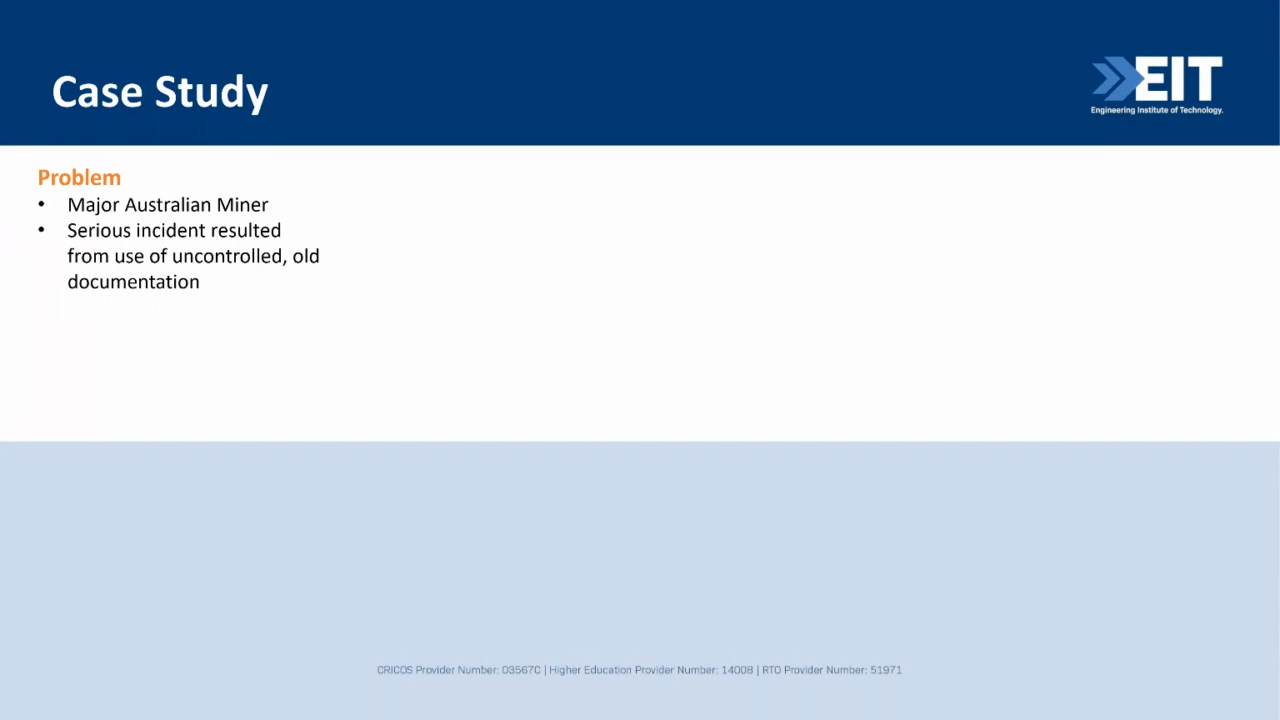 Case Study
EIT
Engineering Institute of Technology.
Problem
• Major Australian Miner
• Serious incident resulted
from use of uncontrolled, old
documentation
CRICOS Provider Number: 03567C | Higher Education Provider Number: 14008 | RTO Provider Number: 51971